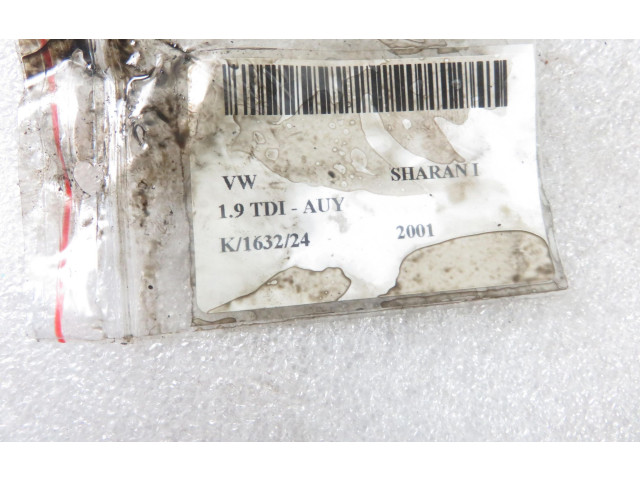 VW SHARAN I
1.9 TDI - AUY
K/1632/24 2001